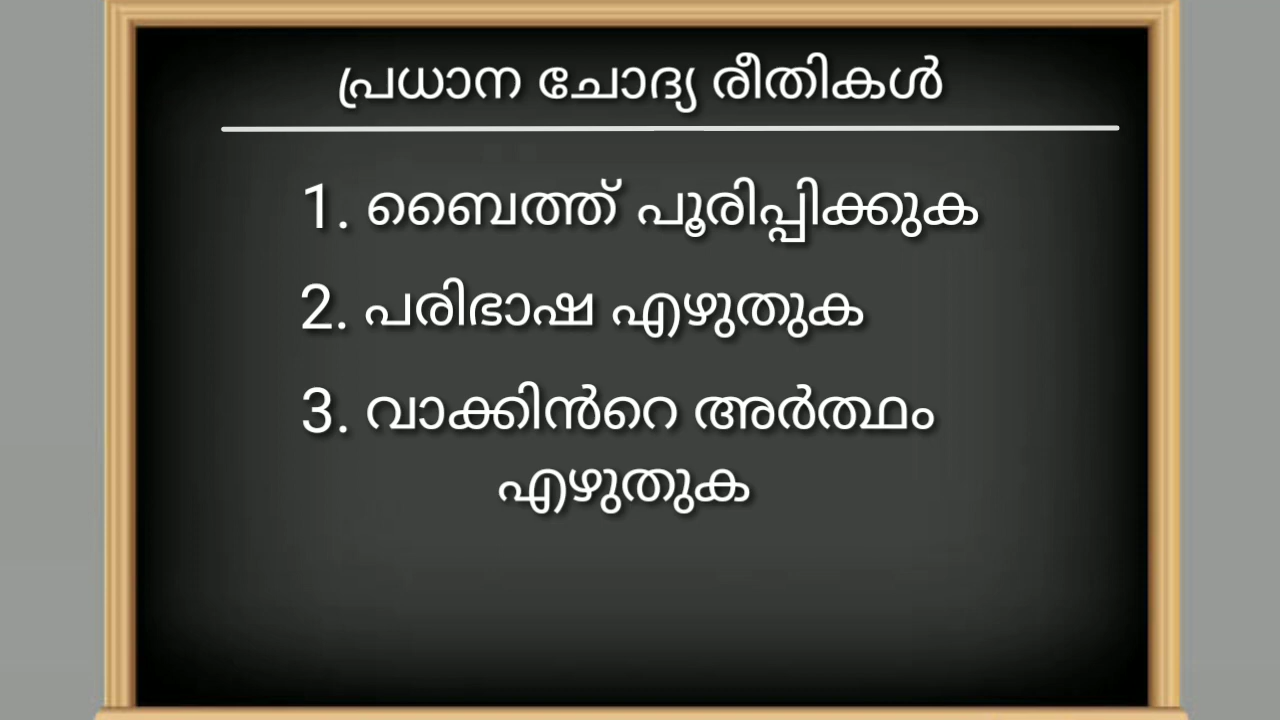 പ്രധാന ചോദ്യ രീതികൾ
1. ബൈത്ത് പൂരിപ്പിക്കുക
2. പരിഭാഷ എഴുതുക
3. വാക്കിൻറെ അർത്ഥം
എഴുതുക